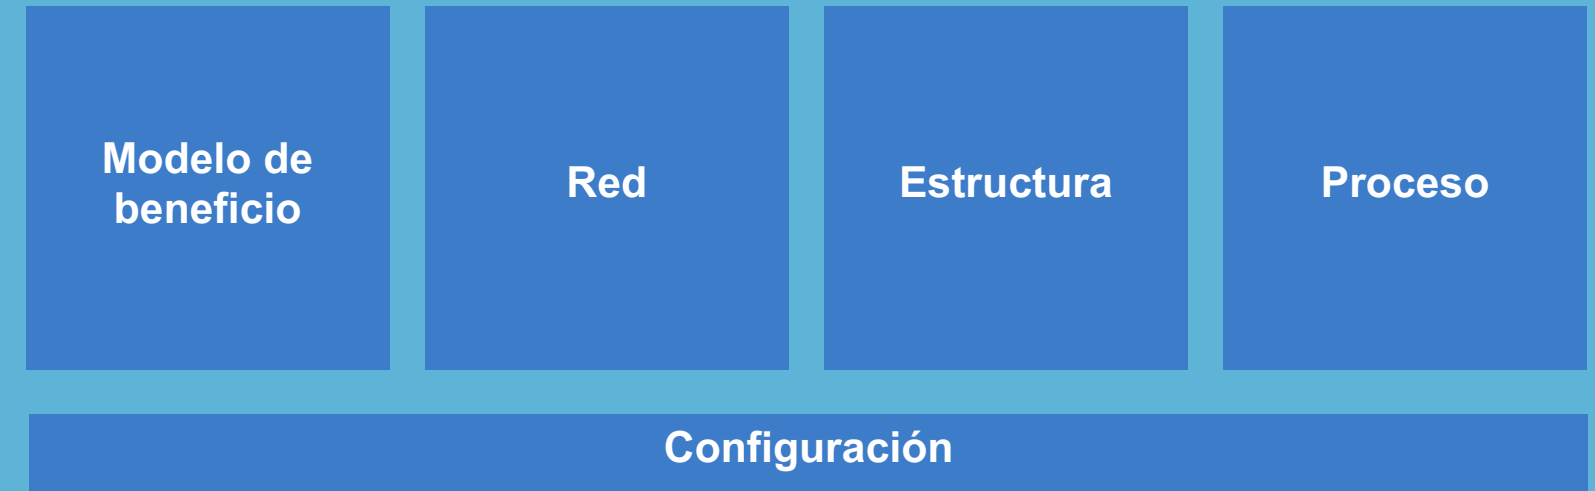 Modelo de
beneficio
Red
Estructura
Proceso
Configuración